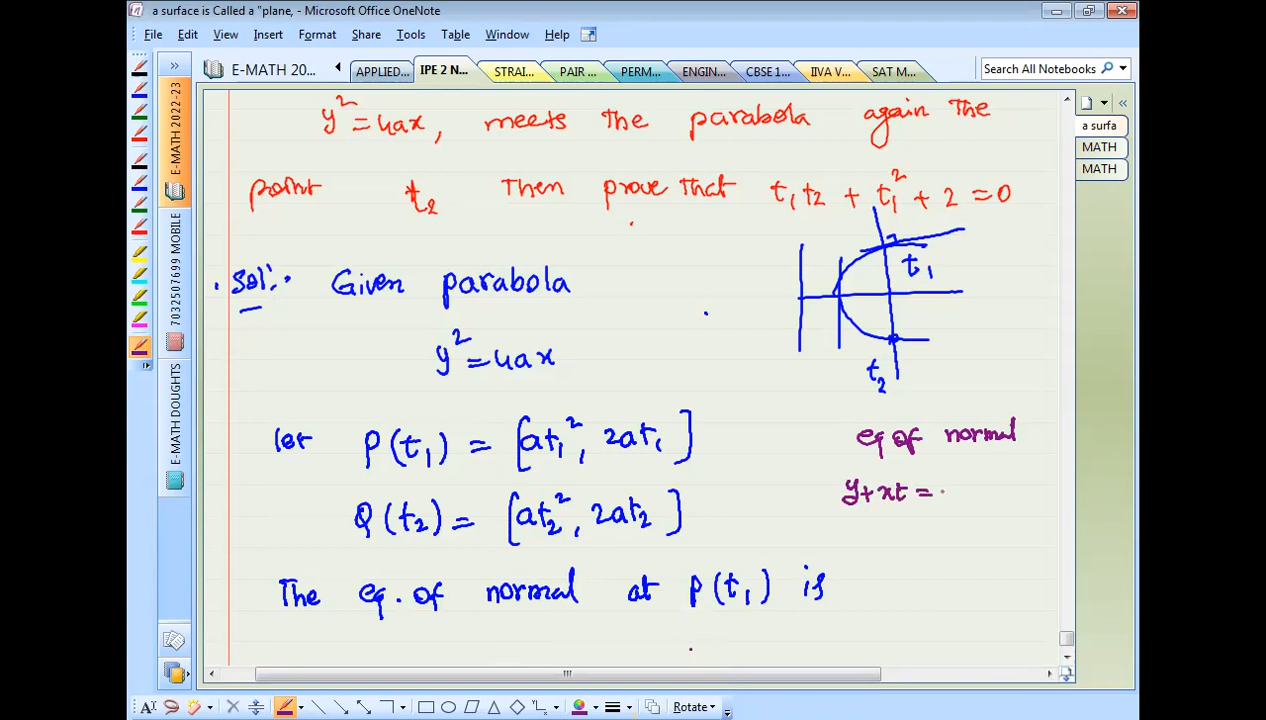 a surface is Called a "plane, - Microsoft Office OneNote
File Edit View Insert Format Share Tools Table Window Help
E-MATH 20... APPLIED... IPE 2 N... STRAI... PAIR ... PERM... ENGIN... CBSE 1... IIVA V... SAT M... Search All Notebooks
E-MATH 2022-23
7032507699 MOBILE
E-MATH DOUGHTS
a surfa
MATH
MATH
y² = 4ax, meets the parabola again the
point t₂ Then prove that t₁t₂ + t₁² + 2 = 0
Sol:. Given parabola
y² = 4ax
t₁
t₂
let P(t₁) = [at₁², 2at₁]
Q(t₂) = [at₂², 2at₂]
eq of normal
y+xt =
The eq. of normal at P(t₁) is
Rotate